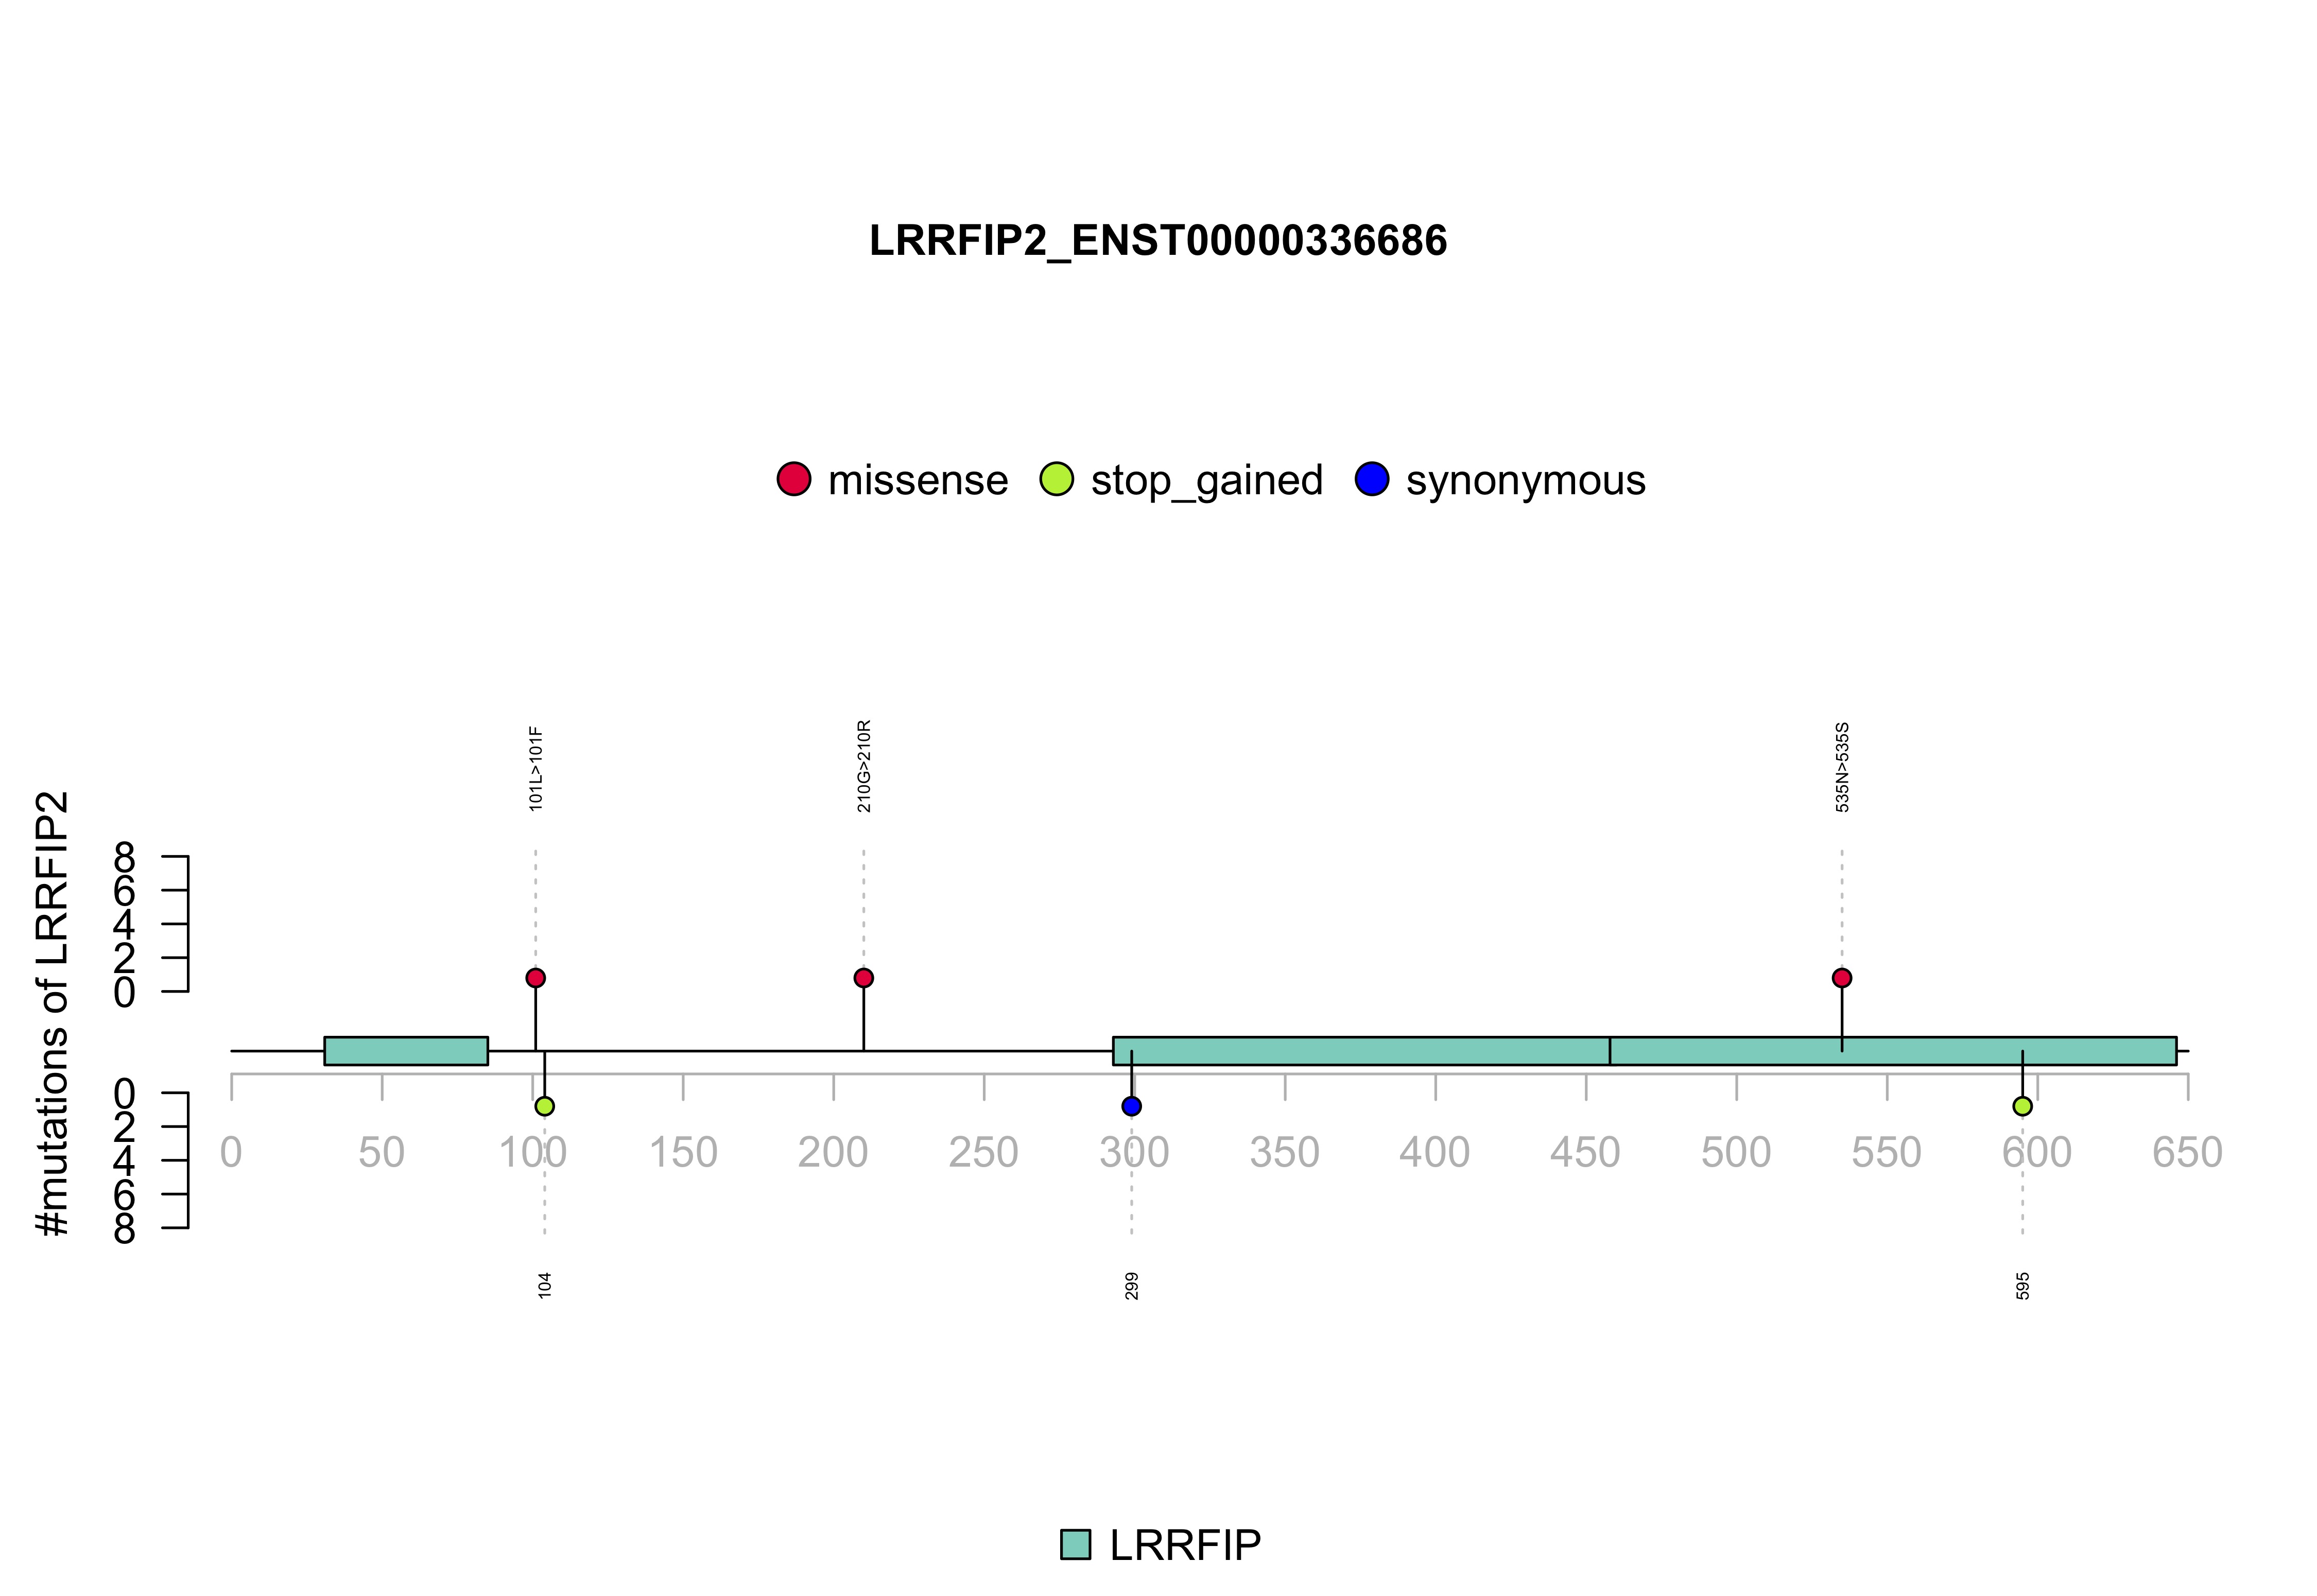 LRRFIP2_ENST00000336686
missense stop_gained synonymous
101L>101F 210G>210R 535N>535S
#mutations of LRRFIP2
8
6
4
2
0
0
2
4
6
8
0 50 100 150 200 250 300 350 400 450 500 550 600 650
104 299 595
LRRFIP